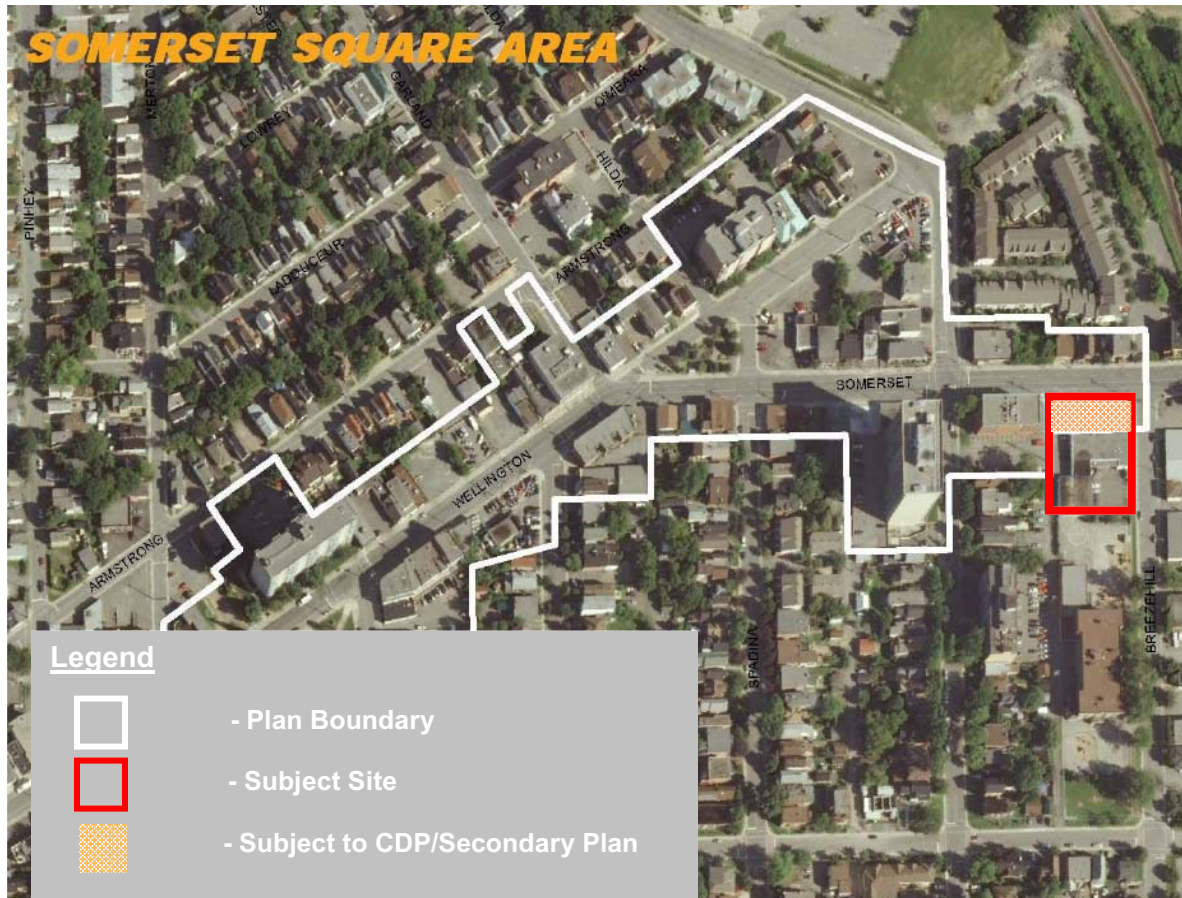 SOMERSET SQUARE AREA
MERTON
GARLAND
O'MEARA
LOWREY
HILDA
PINHEY
ARMSTRONG
LADOUCEUR
SOMERSET
WELLINGTON
ARMSTRONG
SPADINA
BREEZEHILL
Legend
- Plan Boundary
- Subject Site
- Subject to CDP/Secondary Plan